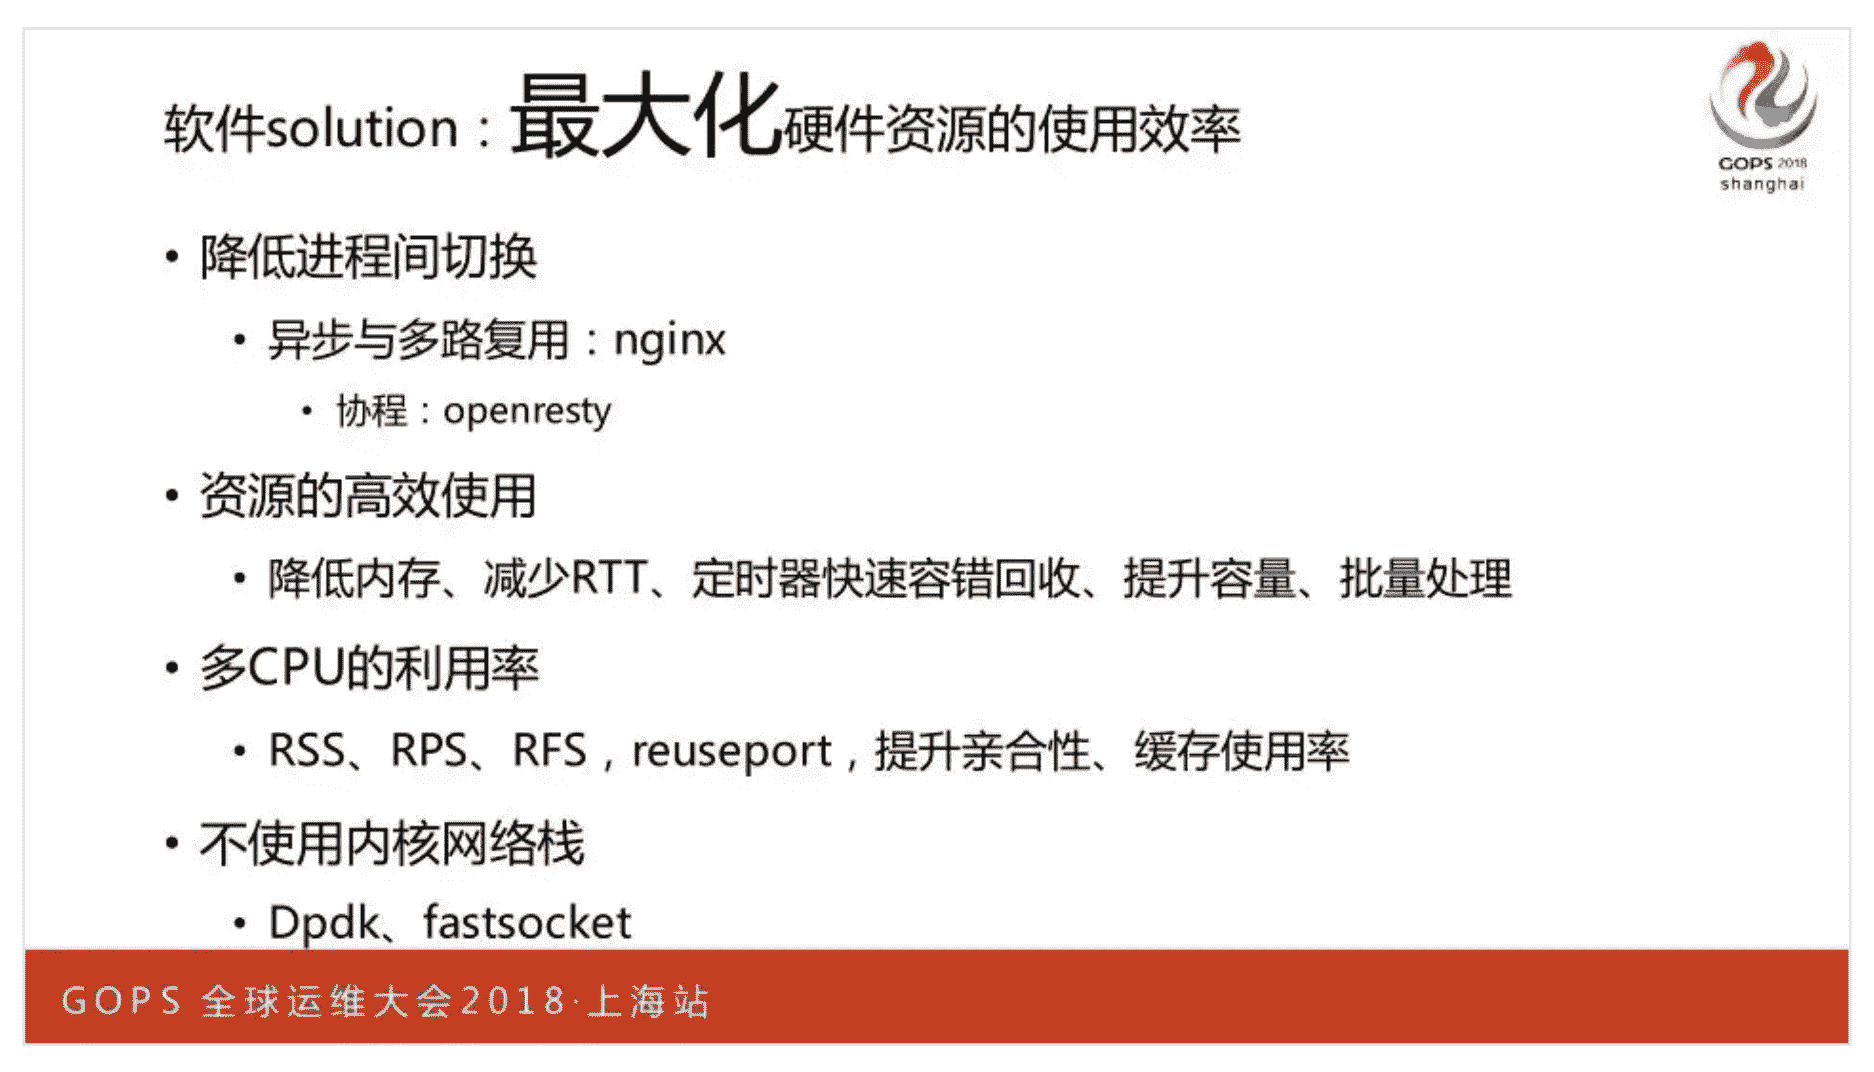 软件solution：最大化硬件资源的使用效率
GOPS 2018
shanghai
• 降低进程间切换
• 异步与多路复用：nginx
• 协程：openresty
• 资源的高效使用
• 降低内存、减少RTT、定时器快速容错回收、提升容量、批量处理
• 多CPU的利用率
• RSS、RPS、RFS，reuseport，提升亲合性、缓存使用率
• 不使用内核网络栈
• Dpdk、fastsocket
GOPS 全球运维大会2018·上海站